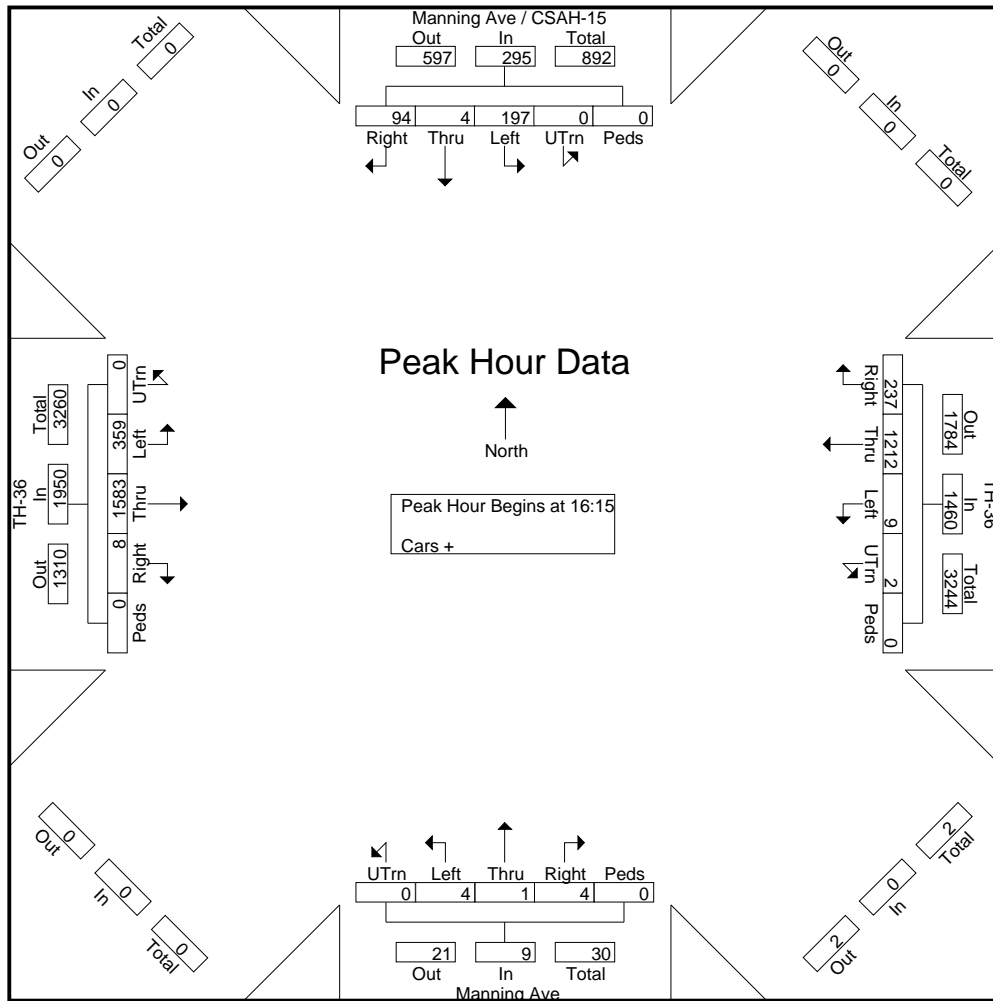 Manning Ave / CSAH-15
Out In Total
597 295 892
94 4 197 0 0
Right Thru Left UTrn Peds
Total
0
In
0
Out
0
Out
0
In
0
Total
0
Peak Hour Data
North
Peak Hour Begins at 16:15
Cars +
TH-36
Total In Out
3260 1950 1310
0 359 1583 8 0
UTrn Left Thru Right Peds
Right Thru Left UTrn Peds
237 1212 9 2 0
Out In Total
1784 1460 3244
TH-36
0
Out
0
In
0
Total
2
Total
0
In
2
Out
UTrn Left Thru Right Peds
0 4 1 4 0
21 9 30
Out In Total
Manning Ave